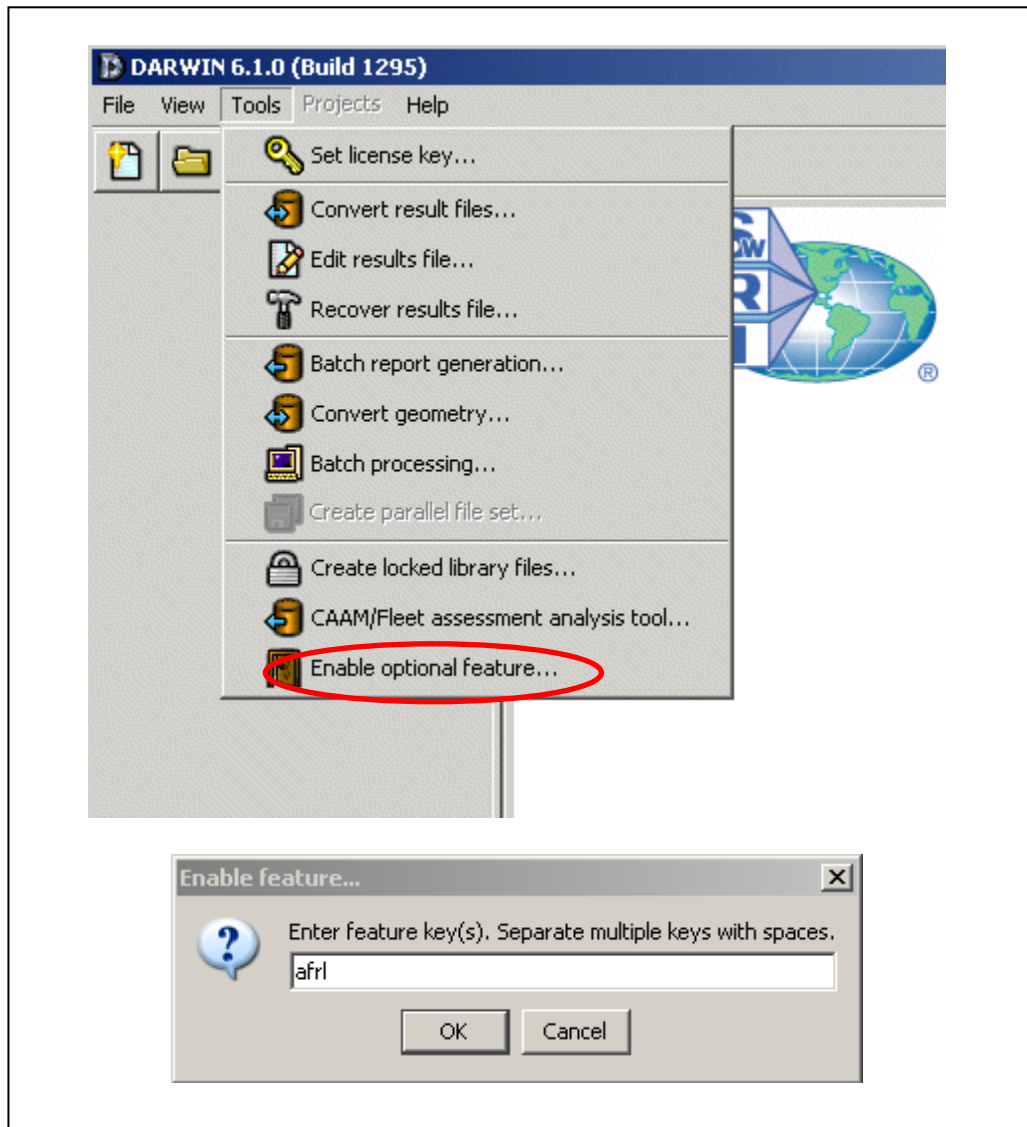 DARWIN 6.1.0 (Build 1295)
File View Tools Projects Help
Set license key...
Convert result files...
Edit results file...
Recover results file...
Batch report generation...
Convert geometry...
Batch processing...
Create parallel file set...
Create locked library files...
CAAM/Fleet assessment analysis tool...
Enable optional feature...
S
OW
R
®
Enable feature...
Enter feature key(s). Separate multiple keys with spaces.
afrl
OK Cancel